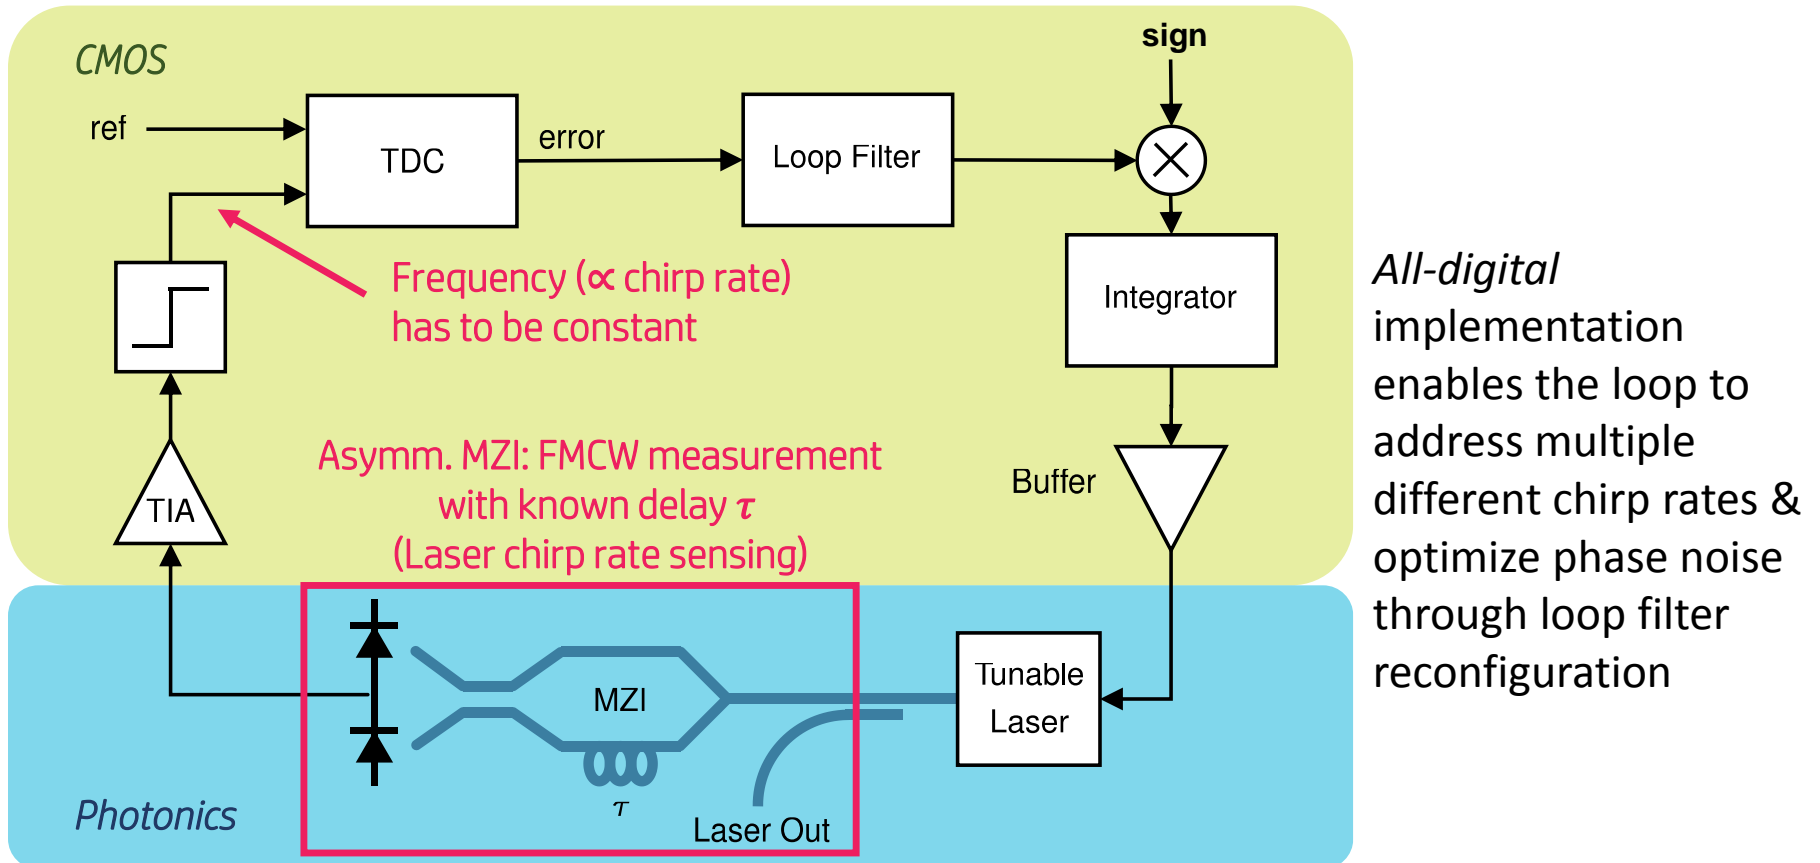 CMOS
sign
ref
TDC
error
Loop Filter
Frequency (∝ chirp rate)
has to be constant
Integrator
Asymm. MZI: FMCW measurement
with known delay τ
(Laser chirp rate sensing)
Buffer
TIA
MZI
τ
Tunable
Laser
Laser Out
Photonics
All-digital
implementation
enables the loop to
address multiple
different chirp rates &
optimize phase noise
through loop filter
reconfiguration